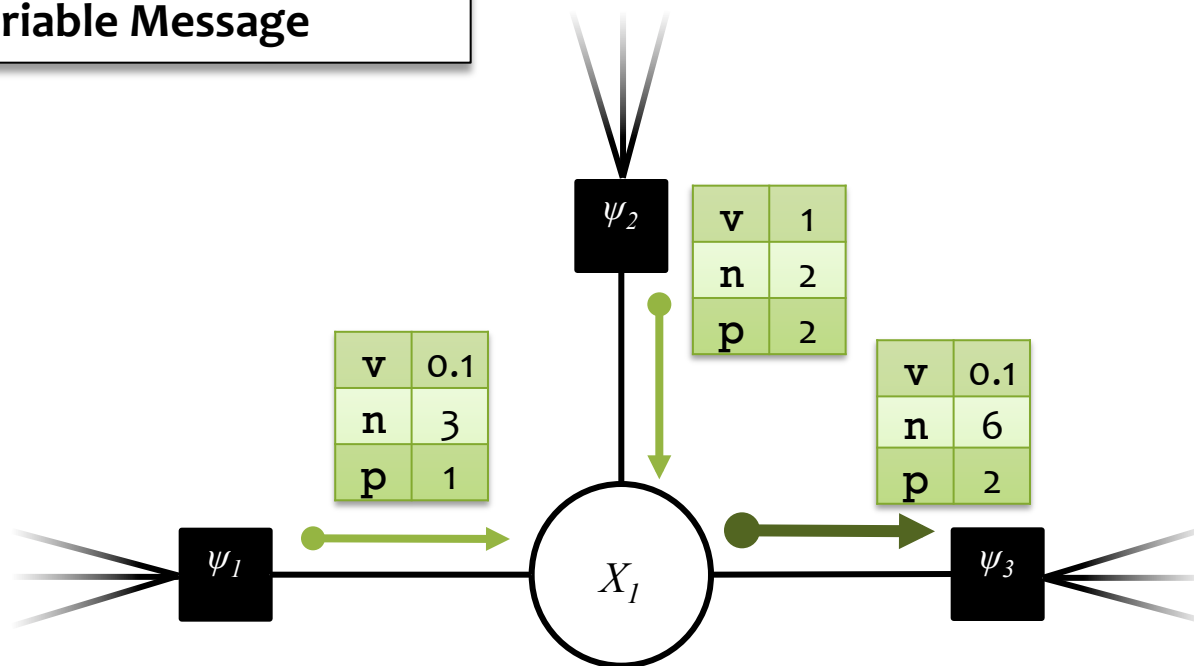 riable Message
ψ2
v 1
n 2
p 2
v 0.1
n 3
p 1
v 0.1
n 6
p 2
ψ1
X1
ψ3